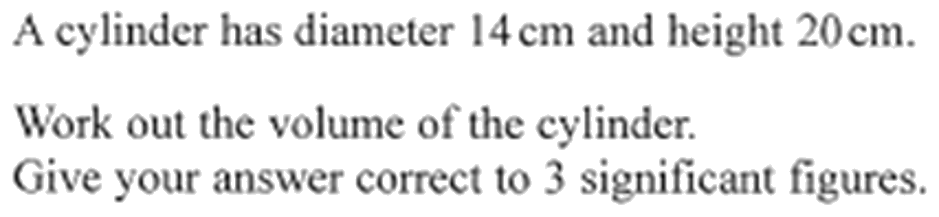 A cylinder has diameter 14 cm and height 20 cm.
Work out the volume of the cylinder.
Give your answer correct to 3 significant figures.